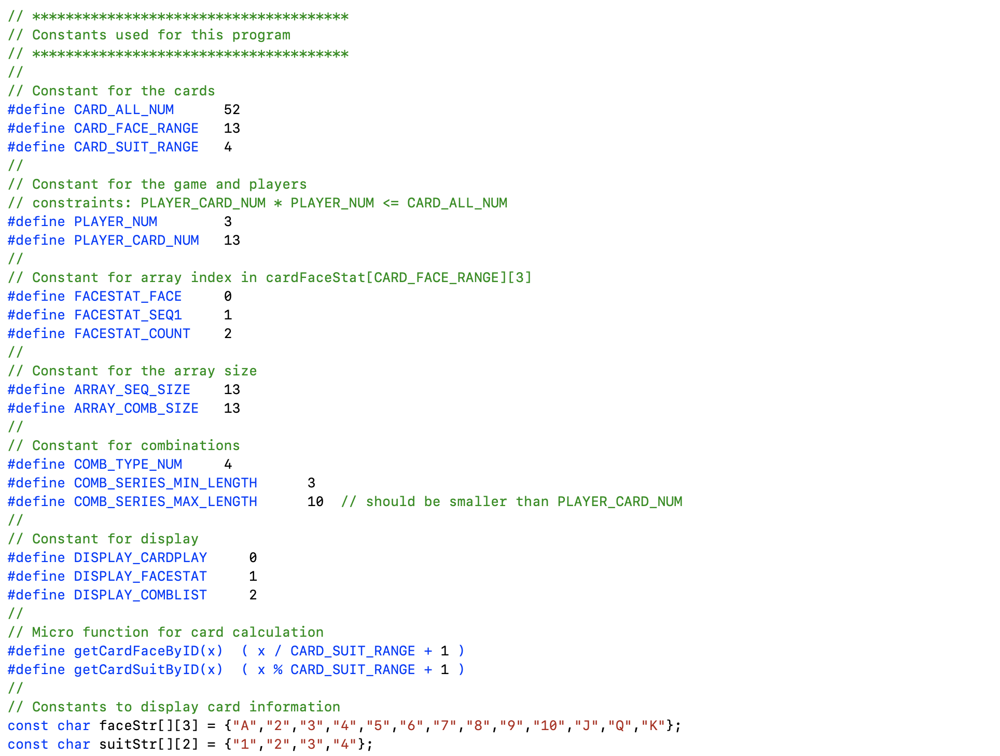 // **************************************
// Constants used for this program
// **************************************
//
// Constant for the cards
#define CARD_ALL_NUM      52
#define CARD_FACE_RANGE   13
#define CARD_SUIT_RANGE   4
//
// Constant for the game and players
// constraints: PLAYER_CARD_NUM * PLAYER_NUM <= CARD_ALL_NUM
#define PLAYER_NUM        3
#define PLAYER_CARD_NUM   13
//
// Constant for array index in cardFaceStat[CARD_FACE_RANGE][3]
#define FACESTAT_FACE     0
#define FACESTAT_SEQ1     1
#define FACESTAT_COUNT    2
//
// Constant for the array size
#define ARRAY_SEQ_SIZE    13
#define ARRAY_COMB_SIZE   13
//
// Constant for combinations
#define COMB_TYPE_NUM     4
#define COMB_SERIES_MIN_LENGTH      3
#define COMB_SERIES_MAX_LENGTH      10  // should be smaller than PLAYER_CARD_NUM
//
// Constant for display
#define DISPLAY_CARDPLAY     0
#define DISPLAY_FACESTAT     1
#define DISPLAY_COMBLIST     2
//
// Micro function for card calculation
#define getCardFaceByID(x)  ( x / CARD_SUIT_RANGE + 1 )
#define getCardSuitByID(x)  ( x % CARD_SUIT_RANGE + 1 )
//
// Constants to display card information
const char faceStr[][3] = {"A","2","3","4","5","6","7","8","9","10","J","Q","K"};
const char suitStr[][2] = {"1","2","3","4"};